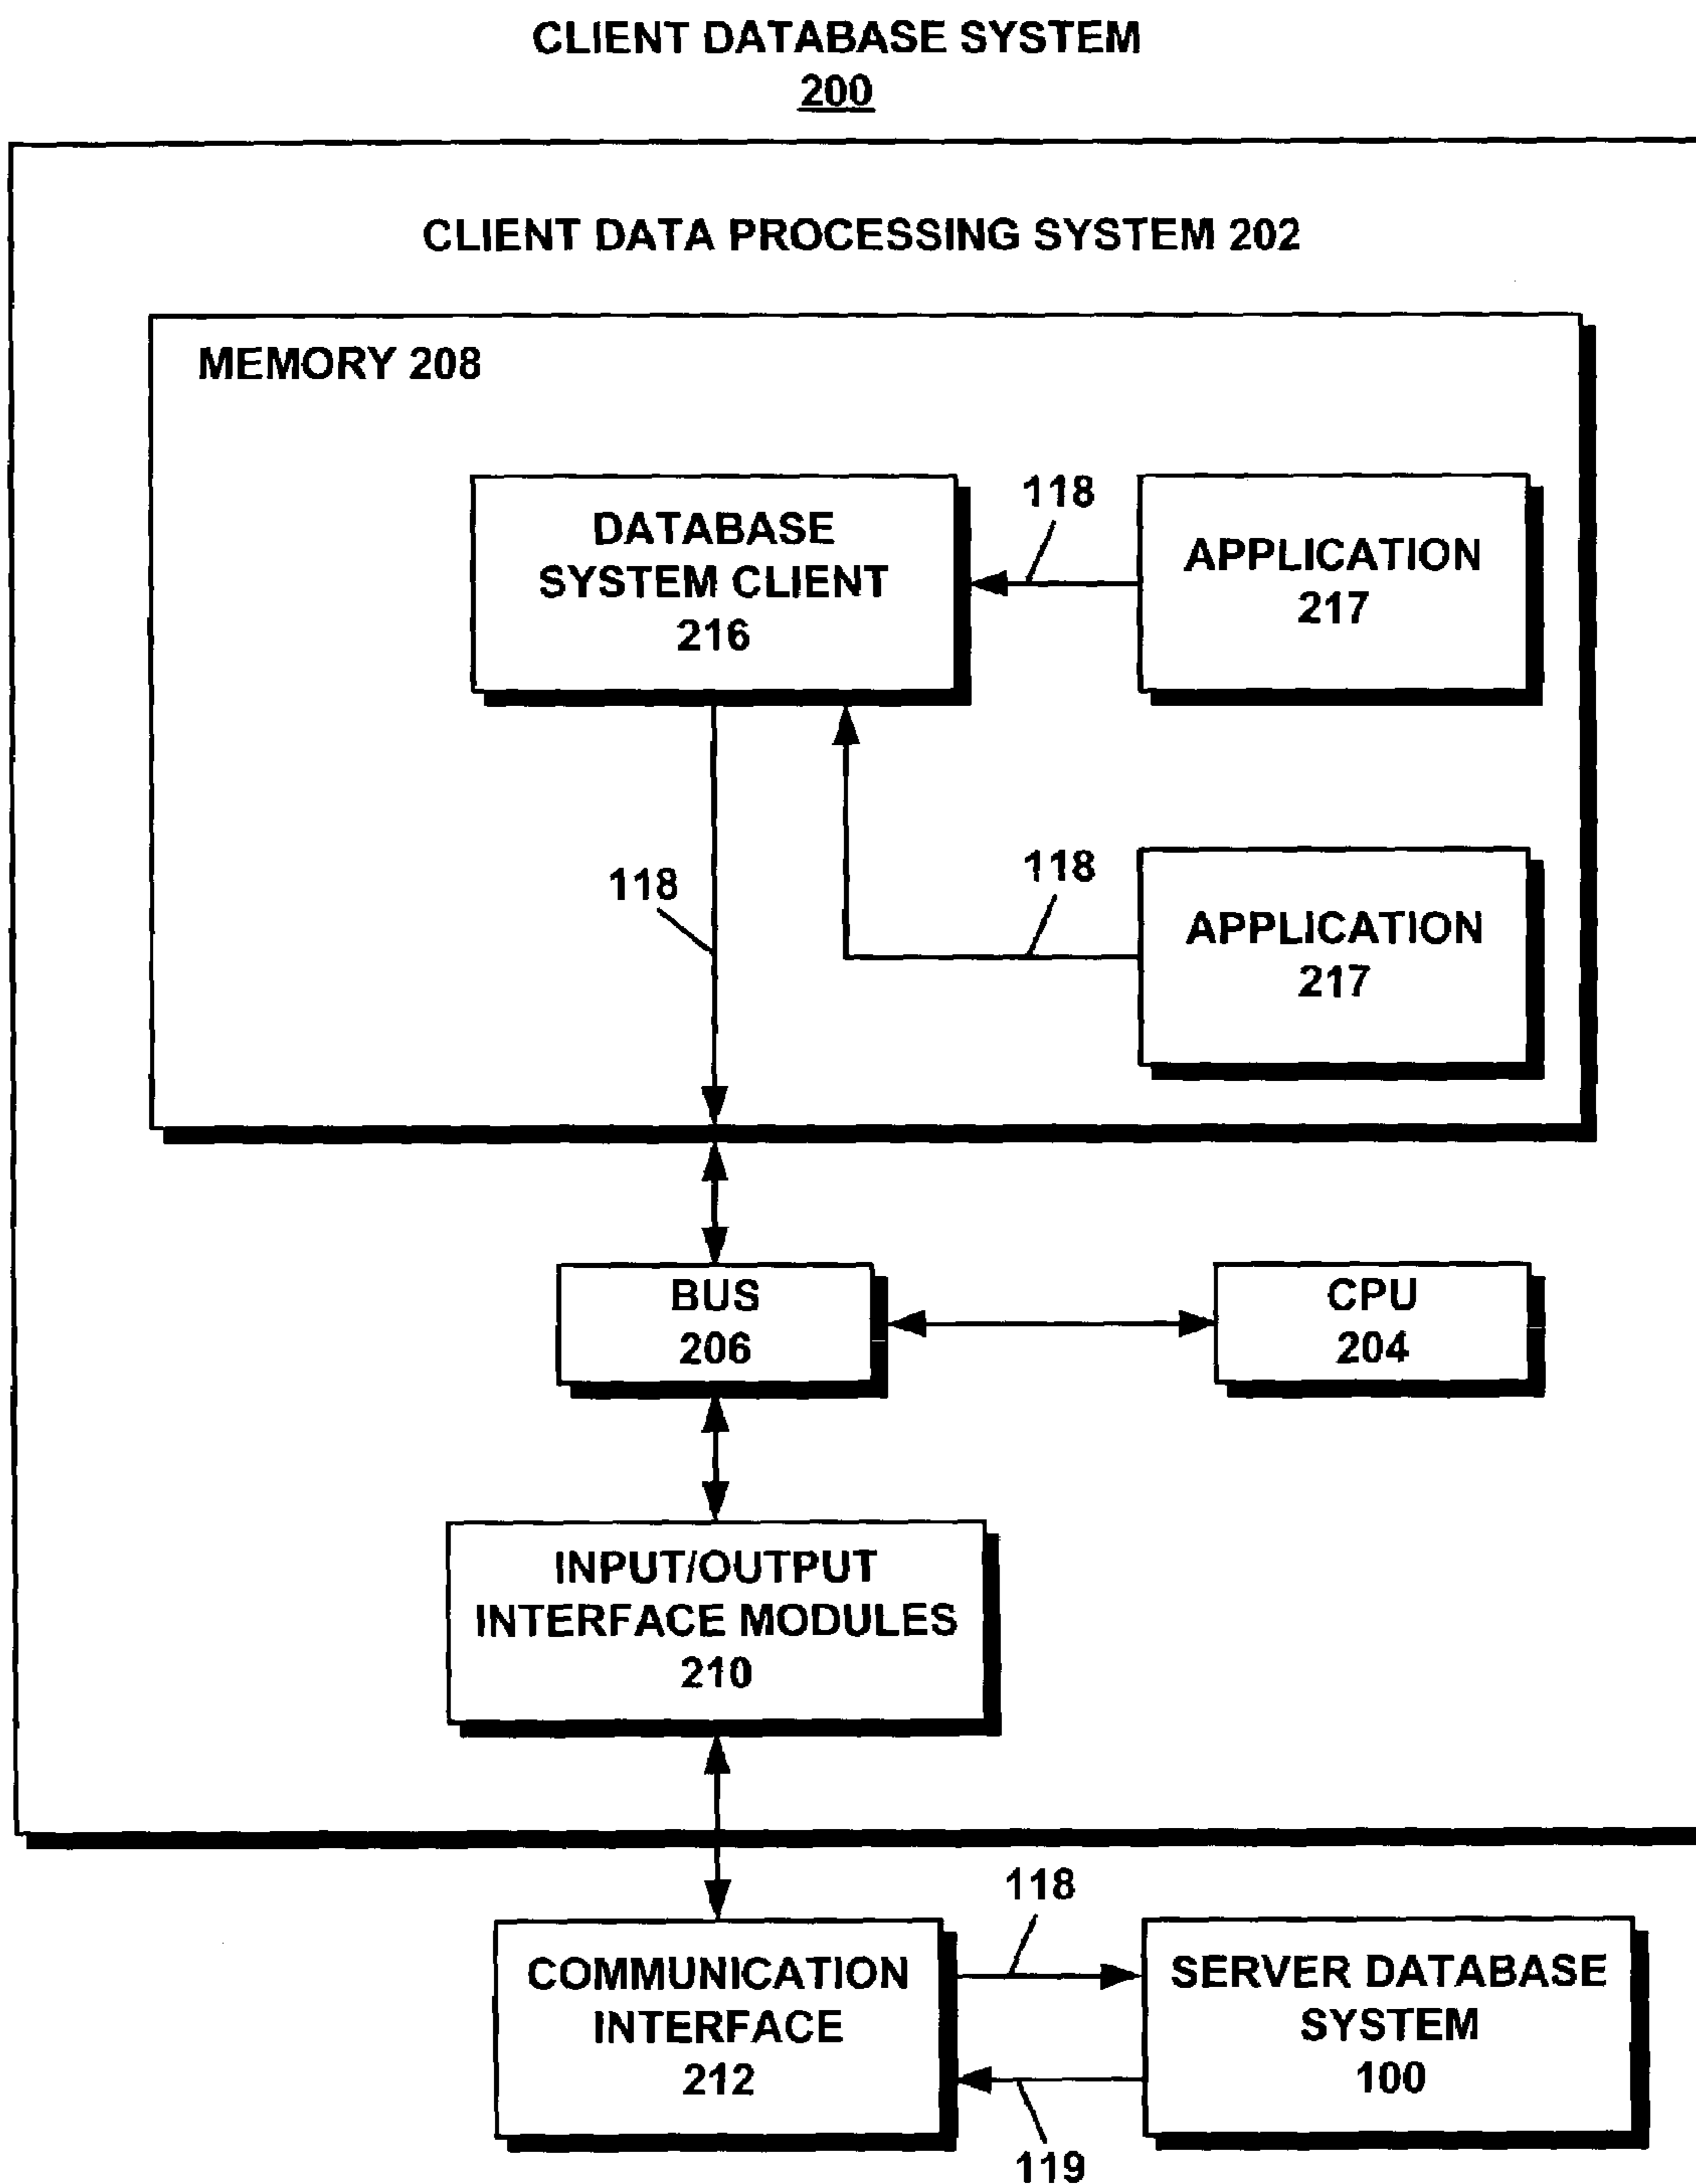 CLIENT DATABASE SYSTEM
200
CLIENT DATA PROCESSING SYSTEM 202
MEMORY 208
DATABASE
SYSTEM CLIENT
216
118
APPLICATION
217
118
118
APPLICATION
217
BUS
206
CPU
204
INPUT/OUTPUT
INTERFACE MODULES
210
COMMUNICATION
INTERFACE
212
118
SERVER DATABASE
SYSTEM
100
119